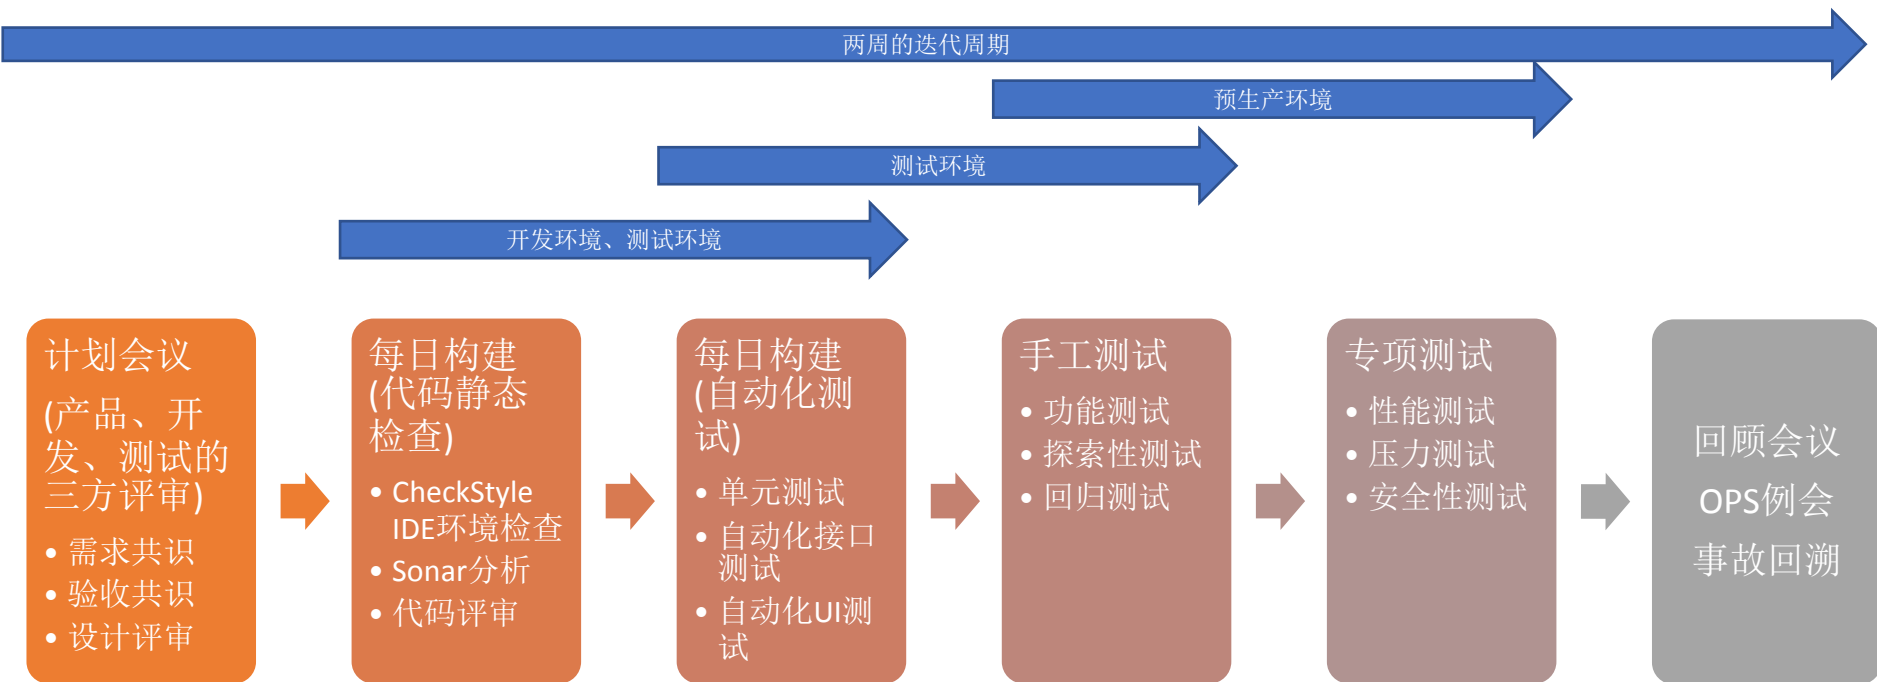 两周的迭代周期
预生产环境
测试环境
开发环境、测试环境
计划会议
(产品、开
发、测试的
三方评审)
• 需求共识
• 验收共识
• 设计评审
每日构建
(代码静态
检查)
• CheckStyle
IDE环境检查
• Sonar分析
• 代码评审
每日构建
(自动化测
试)
• 单元测试
• 自动化接口
测试
• 自动化UI测
试
手工测试
• 功能测试
• 探索性测试
• 回归测试
专项测试
• 性能测试
• 压力测试
• 安全性测试
回顾会议
OPS例会
事故回溯